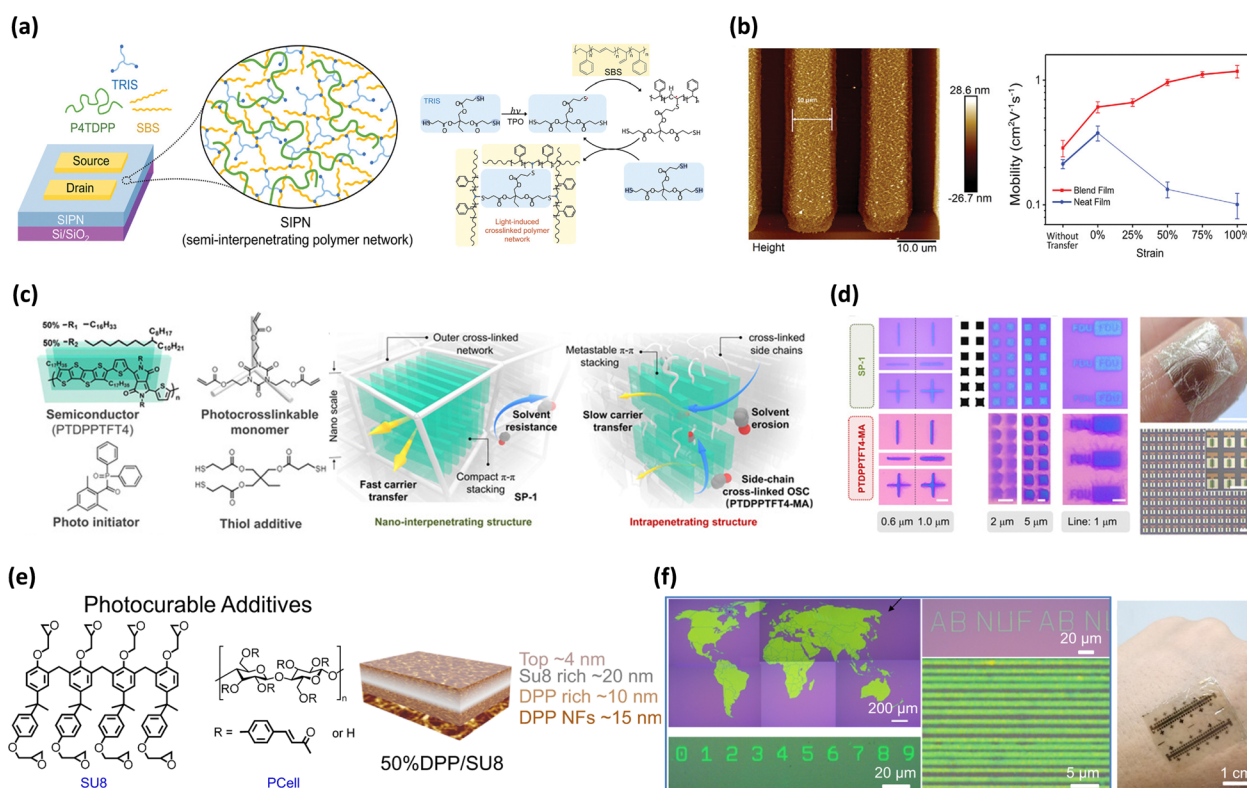 (a)
TRIS
P4TDPP
SBS
Source
Drain
SIPN
Si/SiO2
SIPN
(semi-interpenetrating polymer network)
SBS
TRIS
hν
TPO
Light-induced
crosslinked polymer
network
(b)
10 μm
Height
10.0 um
28.6 nm
-26.7 nm
Mobility (cm²V⁻¹s⁻¹)
1
0.1
Blend Film
Neat Film
Without
Transfer
0%
25%
50%
75%
100%
Strain
(c)
50% –R1 –C16H33
50% –R2
C8H17
C10H21
C17H35
C17H35
Semiconductor
(PTDPPTFT4)
Photocrosslinkable
monomer
Photo initiator
Thiol additive
Nano scale
Outer cross-linked
network
Solvent
resistance
Fast carrier
transfer
Compact π-π
stacking
SP-1
Nano-interpenetrating structure
Metastable π-π
stacking
cross-linked
side chains
Slow carrier
transfer
Solvent
erosion
Side-chain
cross-linked OSC
(PTDPPTFT4-MA)
Intrapenetrating structure
(d)
SP-1
PTDPPTFT4-MA
FDU
FDU
FDU
FDU
0.6 μm
1.0 μm
2 μm
5 μm
Line: 1 μm
(e)
Photocurable Additives
SU8
PCell
R =
or H
Top ~4 nm
Su8 rich ~20 nm
DPP rich ~10 nm
DPP NFs ~15 nm
50%DPP/SU8
(f)
200 μm
0 1 2 3 4 5 6 7 8 9
20 μm
AB NUF AB NU
20 μm
5 μm
1 cm